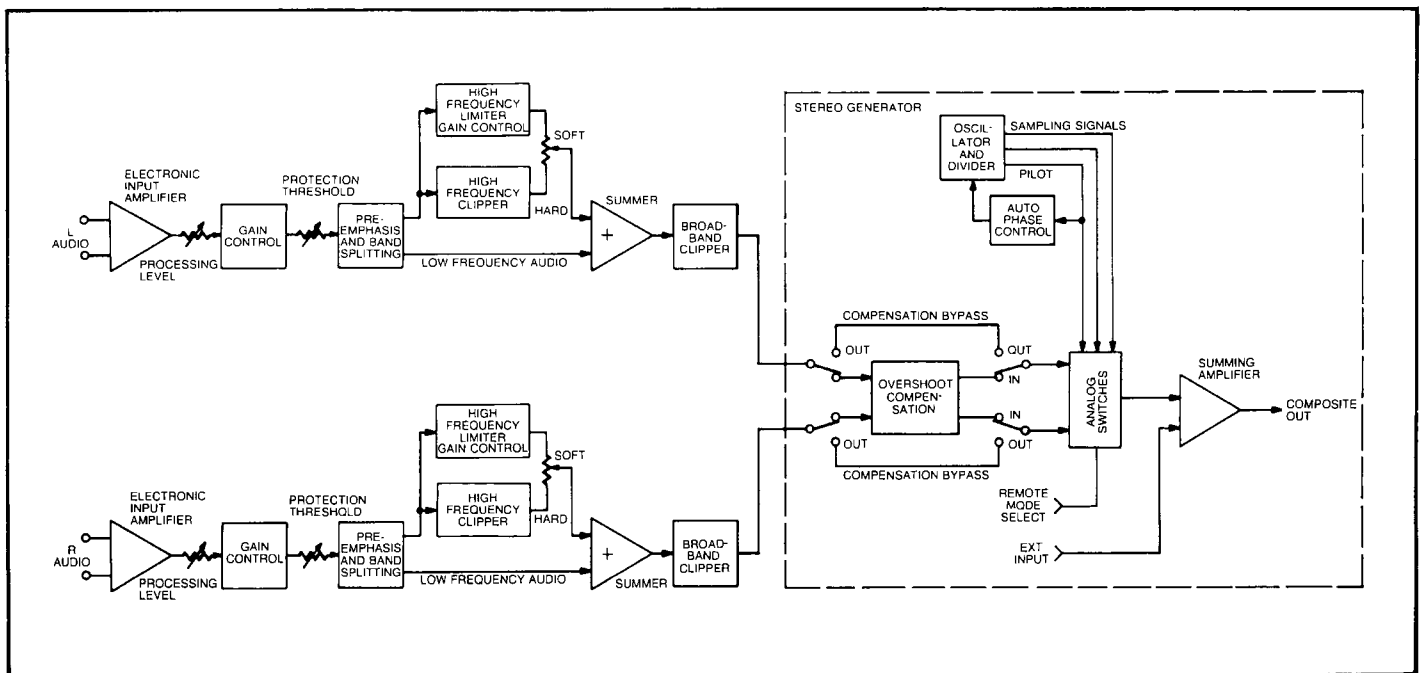 HIGH
FREQUENCY
LIMITER
GAIN CONTROL
SOFT
HIGH
FREQUENCY
CLIPPER
HARD
ELECTRONIC
INPUT
AMPLIFIER
PROTECTION
THRESHOLD
L
AUDIO
PROCESSING
LEVEL
GAIN
CONTROL
PRE-
EMPHASIS
AND BAND
SPLITTING
LOW FREQUENCY AUDIO
SUMMER
+
BROAD-
BAND
CLIPPER
HIGH
FREQUENCY
LIMITER
GAIN CONTROL
SOFT
HIGH
FREQUENCY
CLIPPER
HARD
ELECTRONIC
INPUT
AMPLIFIER
PROTECTION
THRESHOLD
R
AUDIO
PROCESSING
LEVEL
GAIN
CONTROL
PRE-
EMPHASIS
AND BAND
SPLITTING
LOW FREQUENCY AUDIO
+
SUMMER
BROAD-
BAND
CLIPPER
STEREO GENERATOR
OSCIL-
LATOR
AND
DIVIDER
SAMPLING SIGNALS
PILOT
AUTO
PHASE
CONTROL
COMPENSATION BYPASS
OUT
OUT
IN
OVERSHOOT
COMPEN-
SATION
IN
OUT
OUT
COMPENSATION BYPASS
ANALOG
SWITCHES
SUMMING
AMPLIFIER
COMPOSITE
OUT
REMOTE
MODE
SELECT
EXT
INPUT